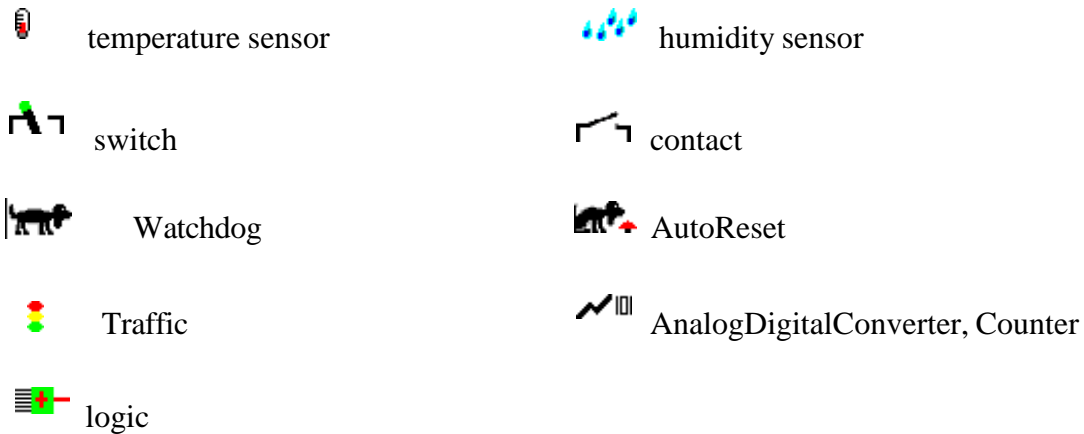 temperature sensor
humidity sensor
switch
contact
Watchdog
AutoReset
Traffic
AnalogDigitalConverter, Counter
logic